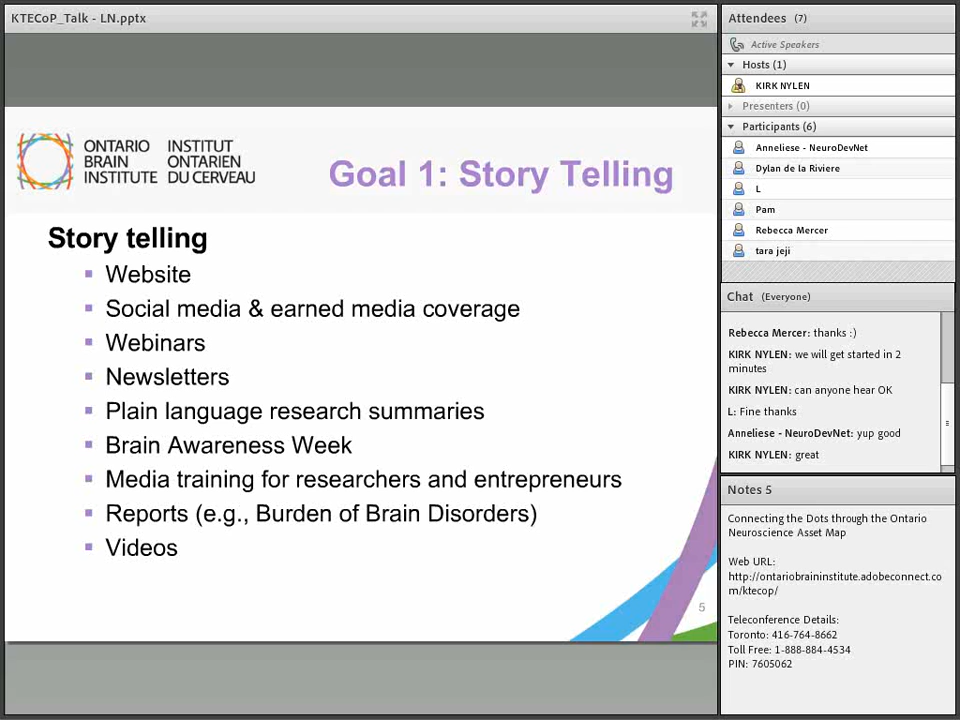 KTECoP_Talk - LN.pptx
ONTARIO BRAIN INSTITUTE
INSTITUT ONTARIEN DU CERVEAU
Goal 1: Story Telling
Story telling
Website
Social media & earned media coverage
Webinars
Newsletters
Plain language research summaries
Brain Awareness Week
Media training for researchers and entrepreneurs
Reports (e.g., Burden of Brain Disorders)
Videos
5
Attendees (7)
Active Speakers
Hosts (1)
KIRK NYLEN
Presenters (0)
Participants (6)
Anneliese - NeuroDevNet
Dylan de la Riviere
L
Pam
Rebecca Mercer
tara jeji
Chat (Everyone)
Rebecca Mercer: thanks :)
KIRK NYLEN: we will get started in 2
minutes
KIRK NYLEN: can anyone hear OK
L: Fine thanks
Anneliese - NeuroDevNet: yup good
KIRK NYLEN: great
Notes 5
Connecting the Dots through the Ontario
Neuroscience Asset Map
Web URL:
http://ontariobraininstitute.adobeconnect.co
m/ktecop/
Teleconference Details:
Toronto: 416-764-8662
Toll Free: 1-888-884-4534
PIN: 7605062